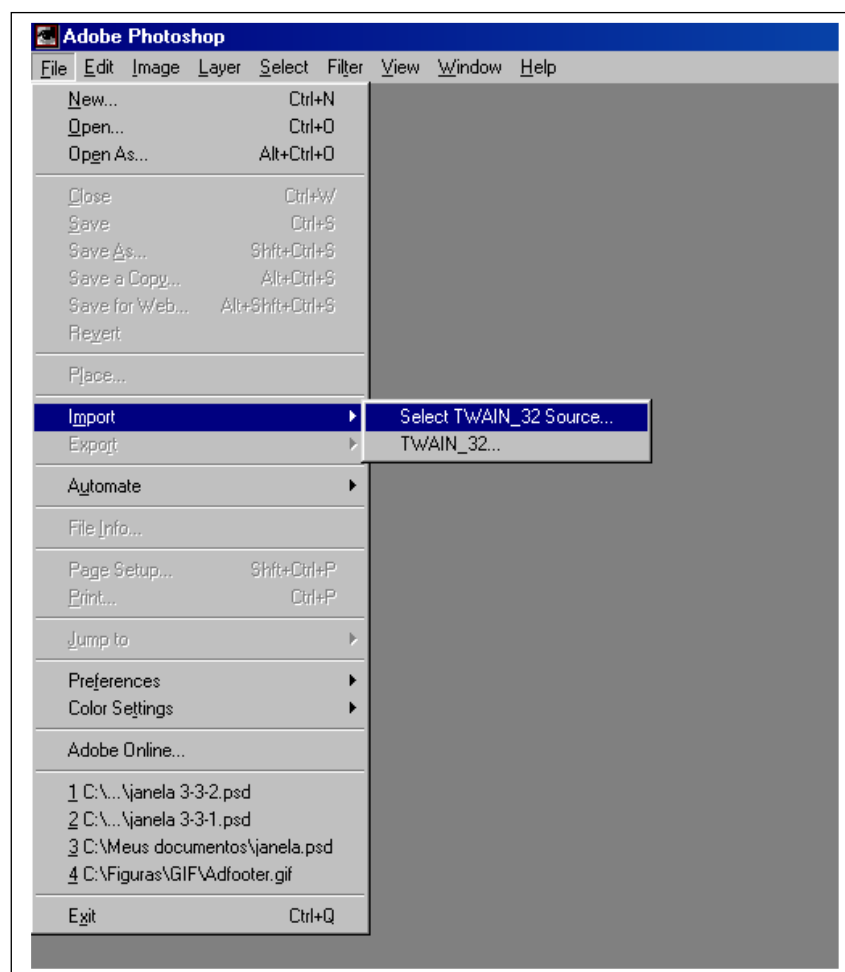 Adobe Photoshop
File Edit Image Layer Select Filter View Window Help
New... Ctrl+N
Open... Ctrl+O
Open As... Alt+Ctrl+O
Close Ctrl+W
Save Ctrl+S
Save As... Shft+Ctrl+S
Save a Copy... Alt+Ctrl+S
Save for Web... Alt+Shft+Ctrl+S
Revert
Place...
Import Select TWAIN_32 Source...
Export TWAIN_32...
Automate
File Info...
Page Setup... Shft+Ctrl+P
Print... Ctrl+P
Jump to
Preferences
Color Settings
Adobe Online...
1 C:\...\janela 3-3-2.psd
2 C:\...\janela 3-3-1.psd
3 C:\Meus documentos\janela.psd
4 C:\Figuras\GIF\Adfooter.gif
Exit Ctrl+Q